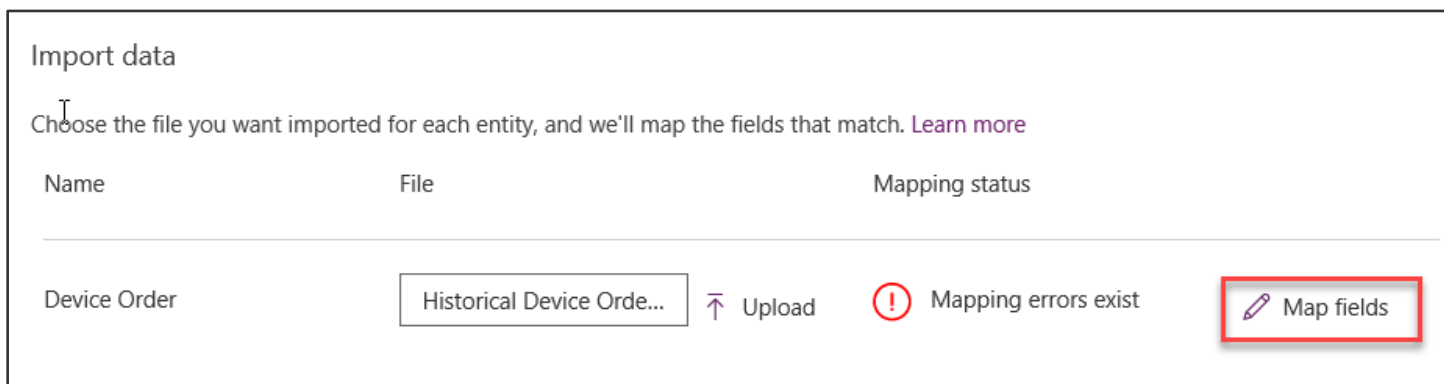 Import data
Choose the file you want imported for each entity, and we'll map the fields that match. Learn more
Name File Mapping status
Device Order Historical Device Orde... Upload Mapping errors exist Map fields